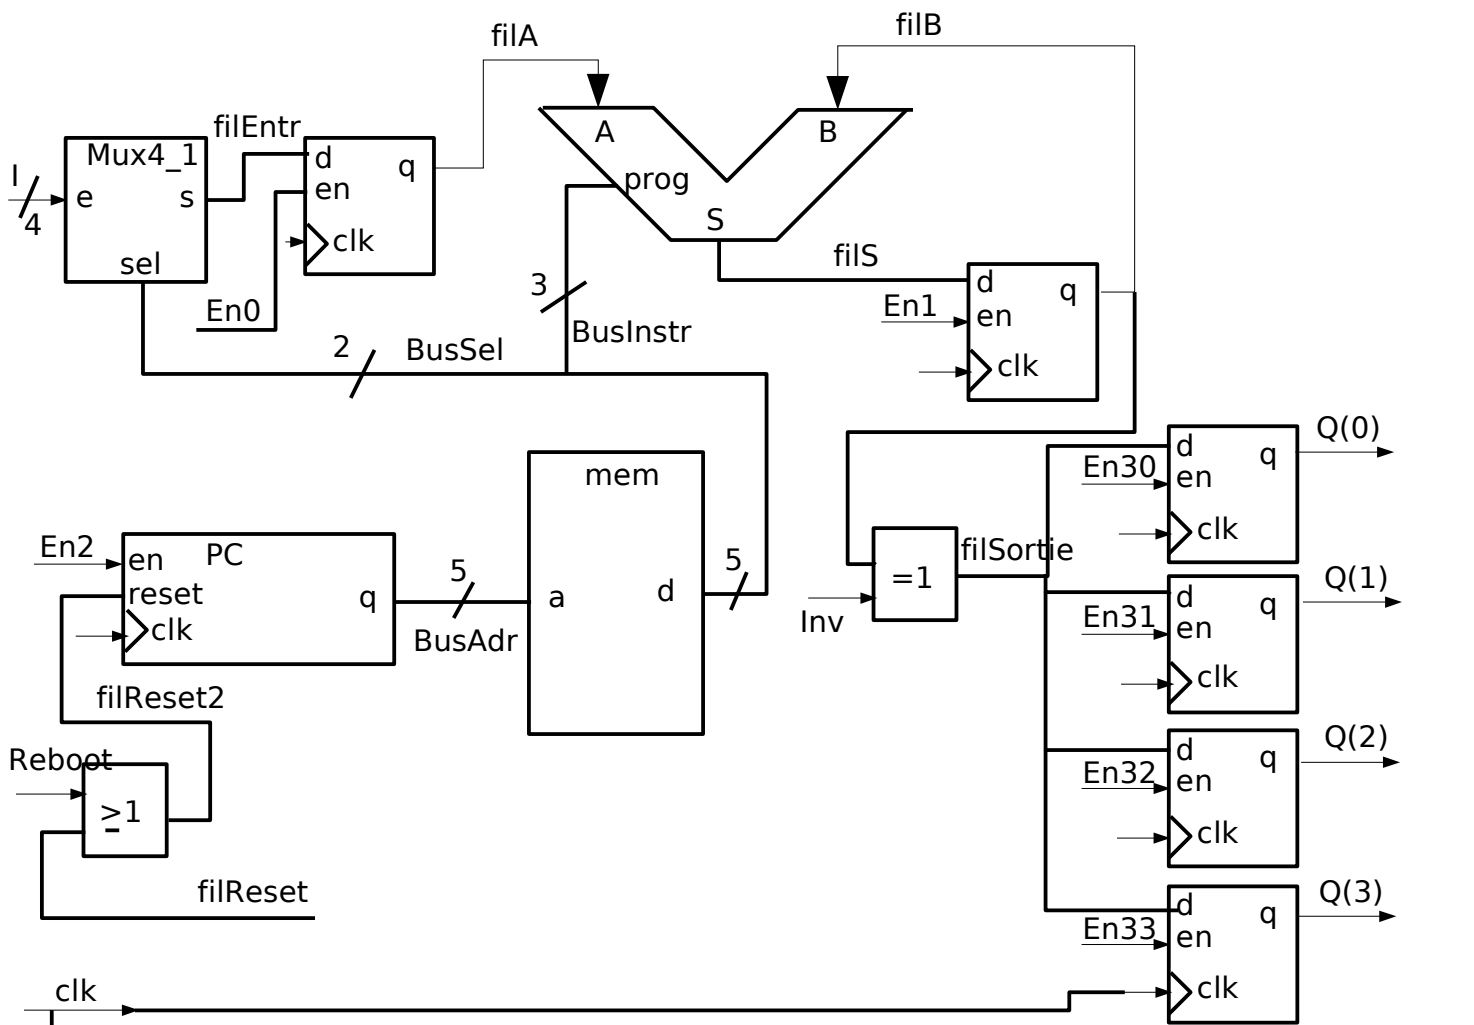 filA
filB
I
4
Mux4_1
e
s
sel
filEntr
d
q
en
clk
En0
A
B
prog
S
3
BusInstr
2
BusSel
filS
En1
d
q
en
clk
mem
a
d
5
En2
en
PC
reset
q
clk
5
BusAdr
filReset2
Reboot
≥1
filReset
clk
=1
Inv
filSortie
En30
d
q
en
clk
Q(0)
En31
d
q
en
clk
Q(1)
En32
d
q
en
clk
Q(2)
En33
d
q
en
clk
Q(3)